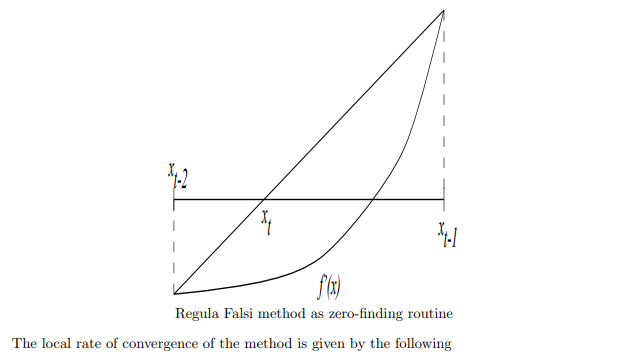 x_{t-2}
x_t
x_{t-1}
f'(x)
Regula Falsi method as zero-finding routine
The local rate of convergence of the method is given by the following